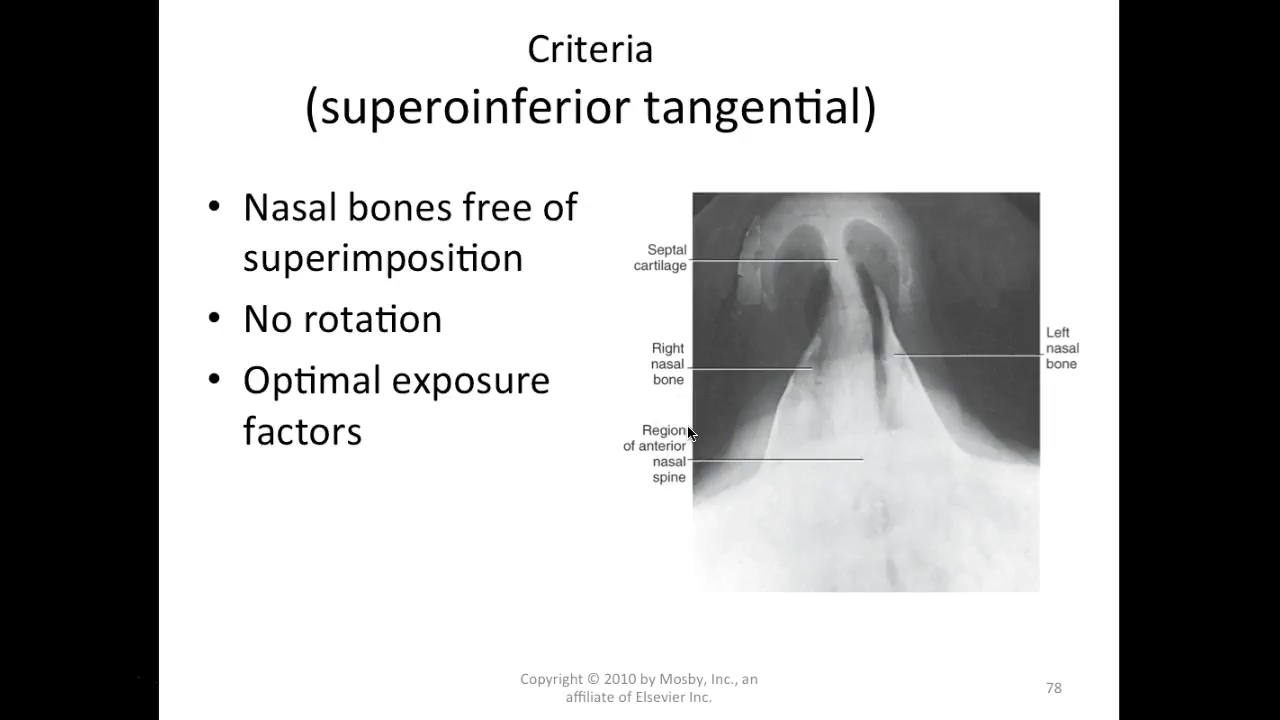 Criteria
(superoinferior tangential)
• Nasal bones free of
superimposition
• No rotation
• Optimal exposure
factors
Septal
cartilage
Right
nasal
bone
Region
of anterior
nasal
spine
Left
nasal
bone
Copyright © 2010 by Mosby, Inc., an
affiliate of Elsevier Inc.
78